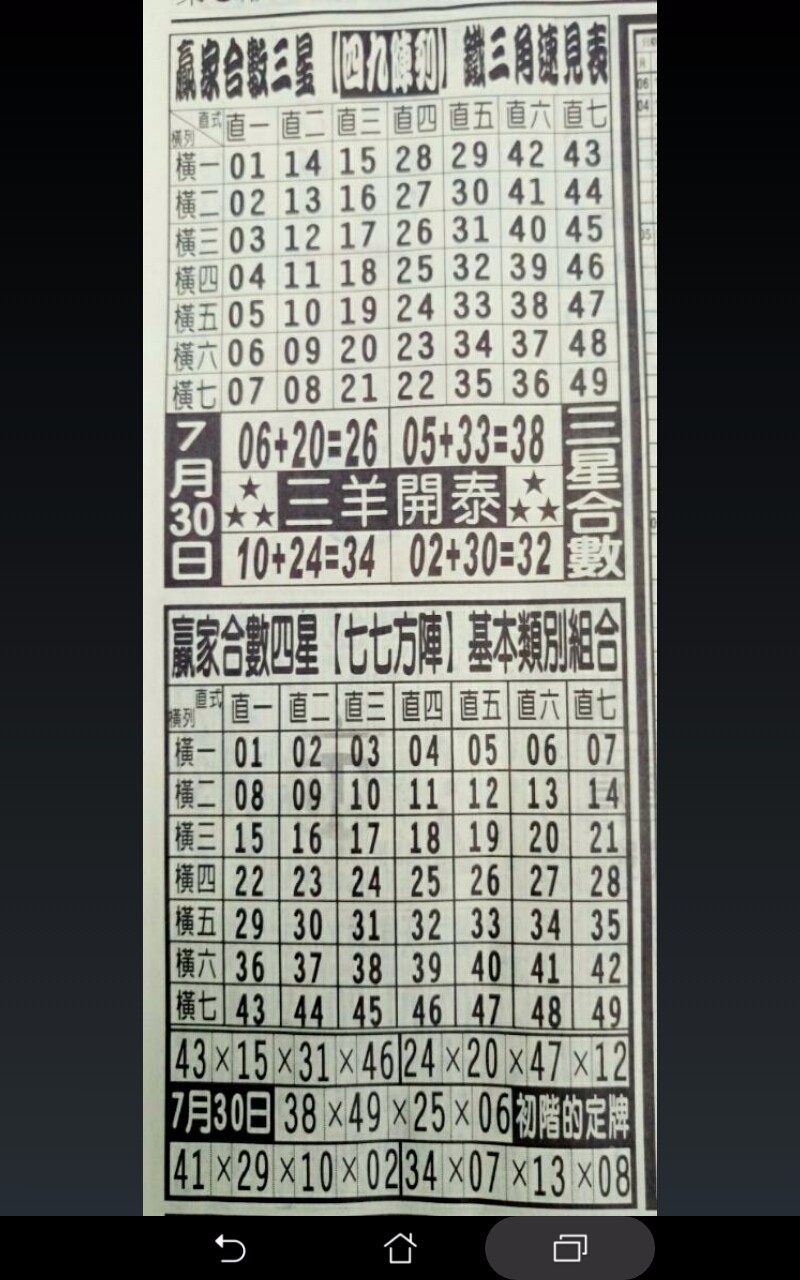 贏家合數三星【四九陣列】鐵三角速見表
直式 橫列 直一 直二 直三 直四 直五 直六 直七
橫一 01 14 15 28 29 42 43
橫二 02 13 16 27 30 41 44
橫三 03 12 17 26 31 40 45
橫四 04 11 18 25 32 39 46
橫五 05 10 19 24 33 38 47
橫六 06 09 20 23 34 37 48
橫七 07 08 21 22 35 36 49
7月30日
06+20=26 05+33=38
★★★ 三羊開泰 ★★★
10+24=34 02+30=32
三星合數
贏家合數四星【七七方陣】基本類別組合
直式 橫列 直一 直二 直三 直四 直五 直六 直七
橫一 01 02 03 04 05 06 07
橫二 08 09 10 11 12 13 14
橫三 15 16 17 18 19 20 21
橫四 22 23 24 25 26 27 28
橫五 29 30 31 32 33 34 35
橫六 36 37 38 39 40 41 42
橫七 43 44 45 46 47 48 49
43×15×31×46 24×20×47×12
7月30日 38×49×25×06 初階的定牌
41×29×10×02 34×07×13×08